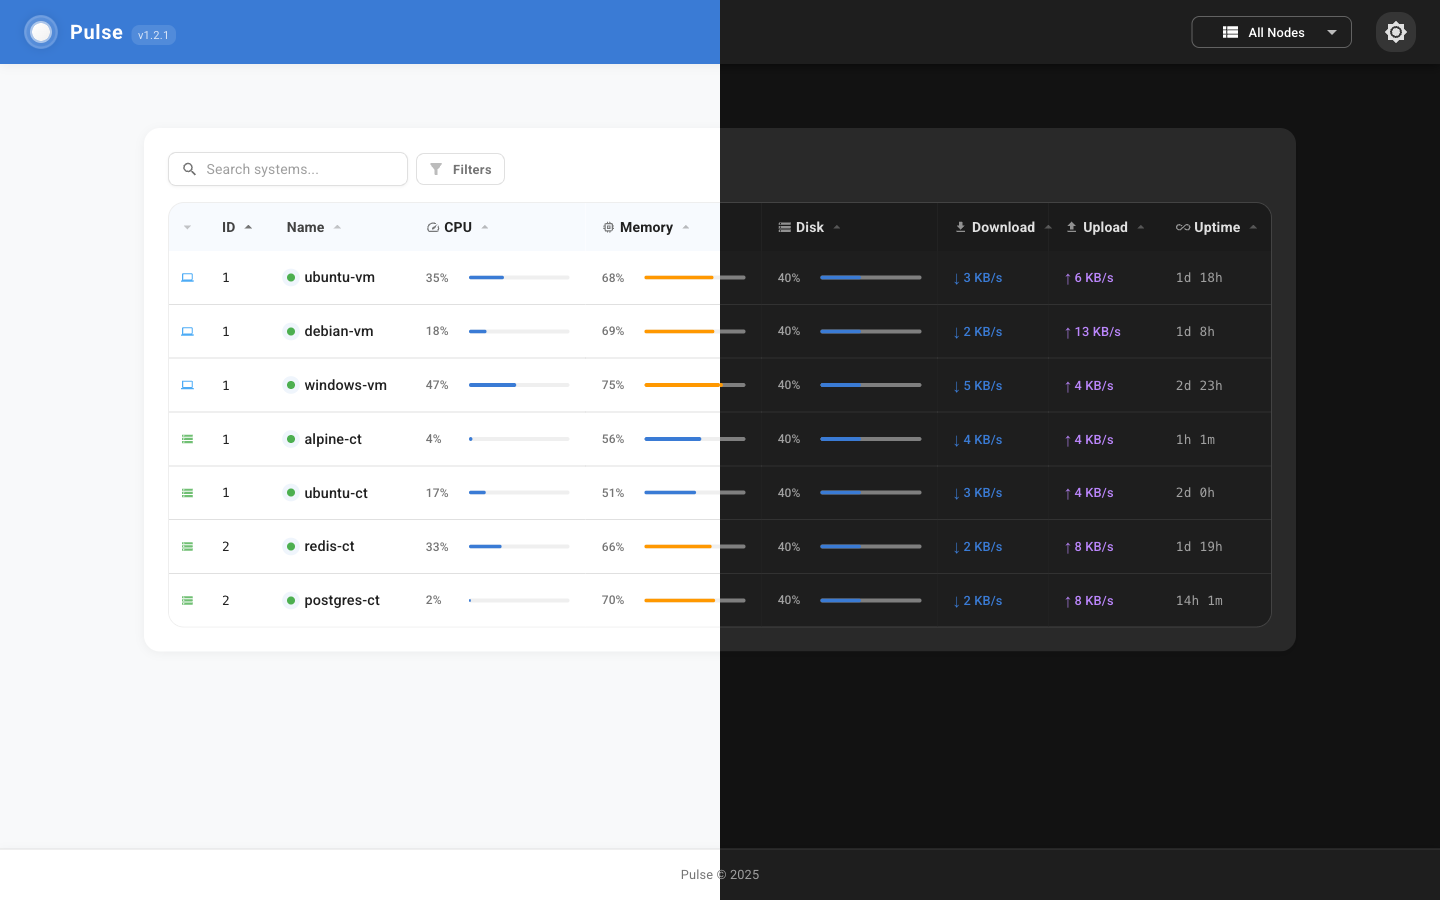 Pulse v1.2.1 All Nodes
Search systems... Filters
ID Name CPU Memory Disk Download Upload Uptime
1 ubuntu-vm 35% 68% 40% ↓ 3 KB/s ↑ 6 KB/s 1d 18h
1 debian-vm 18% 69% 40% ↓ 2 KB/s ↑ 13 KB/s 1d 8h
1 windows-vm 47% 75% 40% ↓ 5 KB/s ↑ 4 KB/s 2d 23h
1 alpine-ct 4% 56% 40% ↓ 4 KB/s ↑ 4 KB/s 1h 1m
1 ubuntu-ct 17% 51% 40% ↓ 3 KB/s ↑ 4 KB/s 2d 0h
2 redis-ct 33% 66% 40% ↓ 2 KB/s ↑ 8 KB/s 1d 19h
2 postgres-ct 2% 70% 40% ↓ 2 KB/s ↑ 8 KB/s 14h 1m
Pulse © 2025